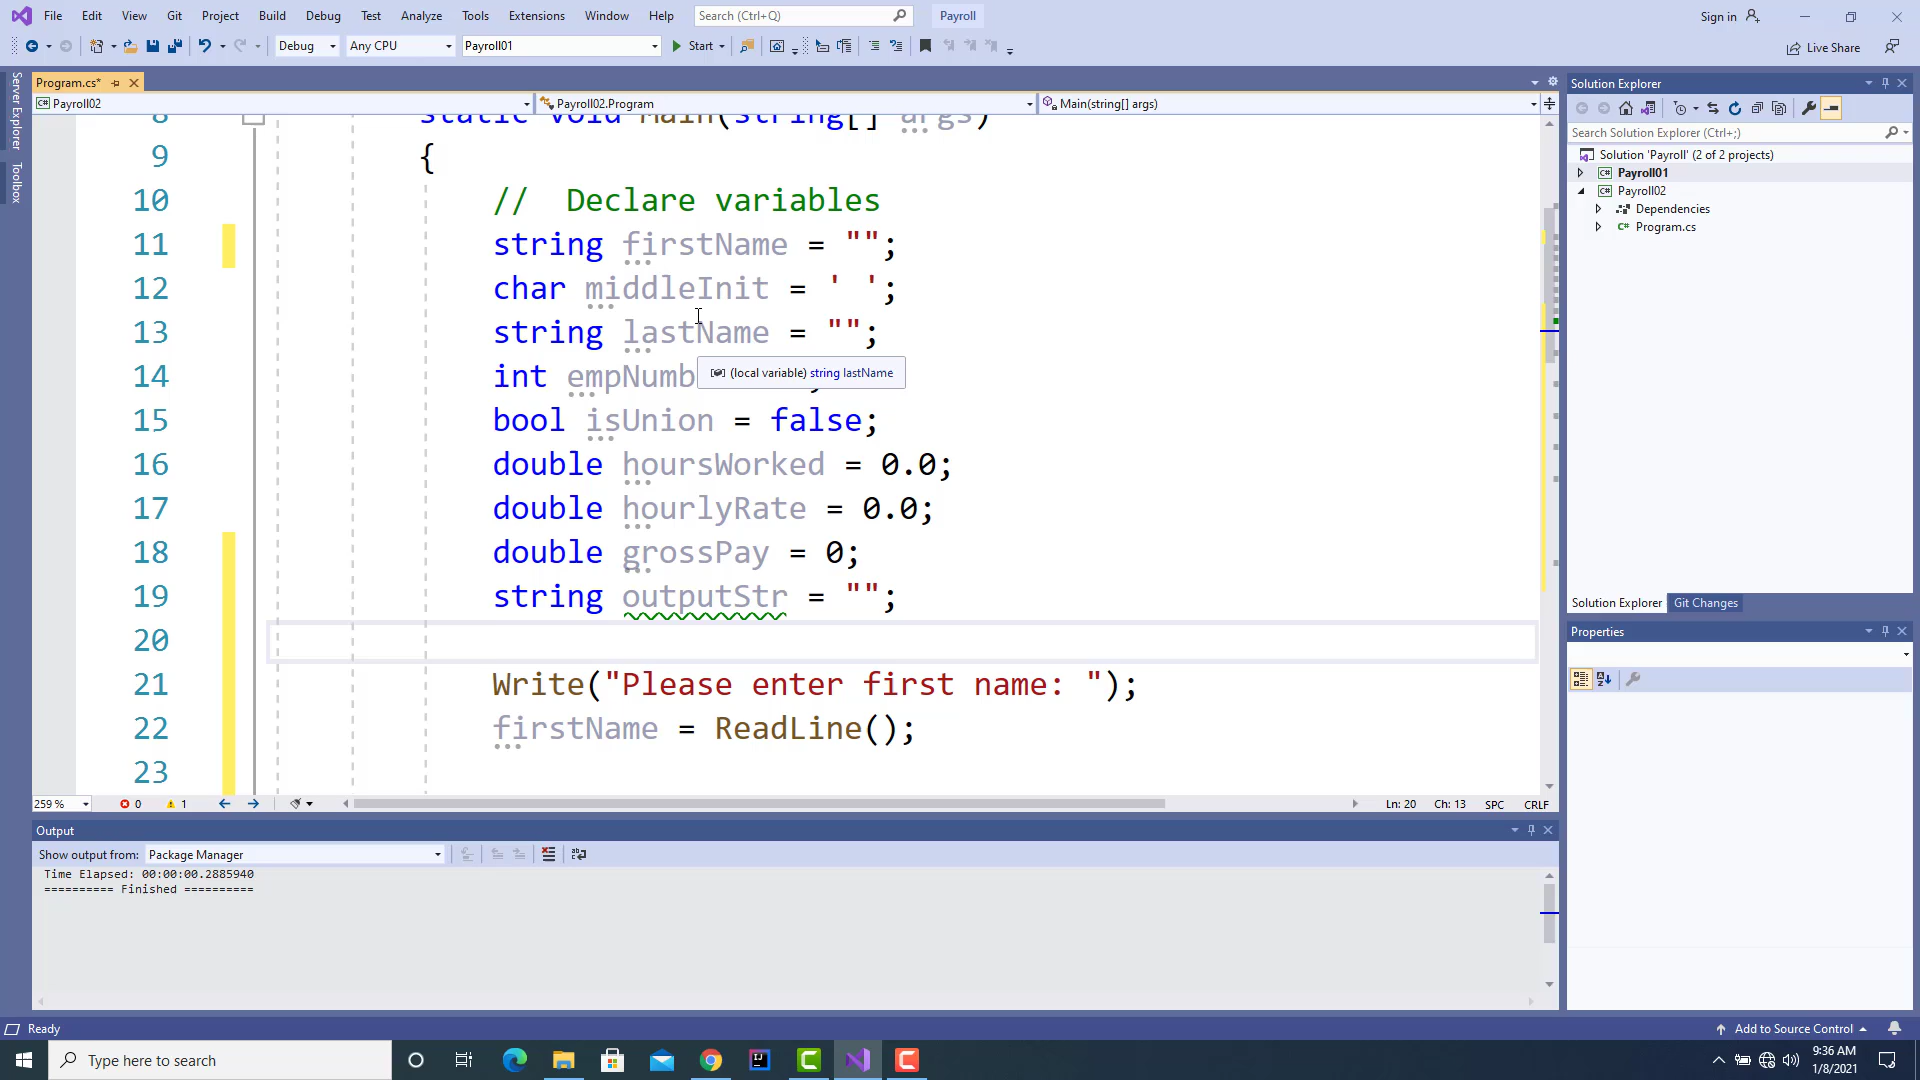 File Edit View Git Project Build Debug Test Analyze Tools Extensions Window Help Search (Ctrl+Q) Payroll Sign in
Debug Any CPU Payroll01 Start Live Share
Server Explorer
Toolbox
Program.cs*
Payroll02 Payroll02.Program Main(string[] args)
8 static void Main(string[] args)
9 {
10 // Declare variables
11 string firstName = "";
12 char middleInit = ' ';
13 string lastName = "";
14 int empNumb ;
(local variable) string lastName
15 bool isUnion = false;
16 double hoursWorked = 0.0;
17 double hourlyRate = 0.0;
18 double grossPay = 0;
19 string outputStr = "";
20
21 Write("Please enter first name: ");
22 firstName = ReadLine();
23
259 % 0 1 Ln: 20 Ch: 13 SPC CRLF
Output
Show output from: Package Manager
Time Elapsed: 00:00:00.2885940
========== Finished ==========
Solution Explorer
Search Solution Explorer (Ctrl+;)
Solution 'Payroll' (2 of 2 projects)
Payroll01
Payroll02
Dependencies
C# Program.cs
Solution Explorer Git Changes
Properties
Ready Add to Source Control
Type here to search
9:36 AM
1/8/2021